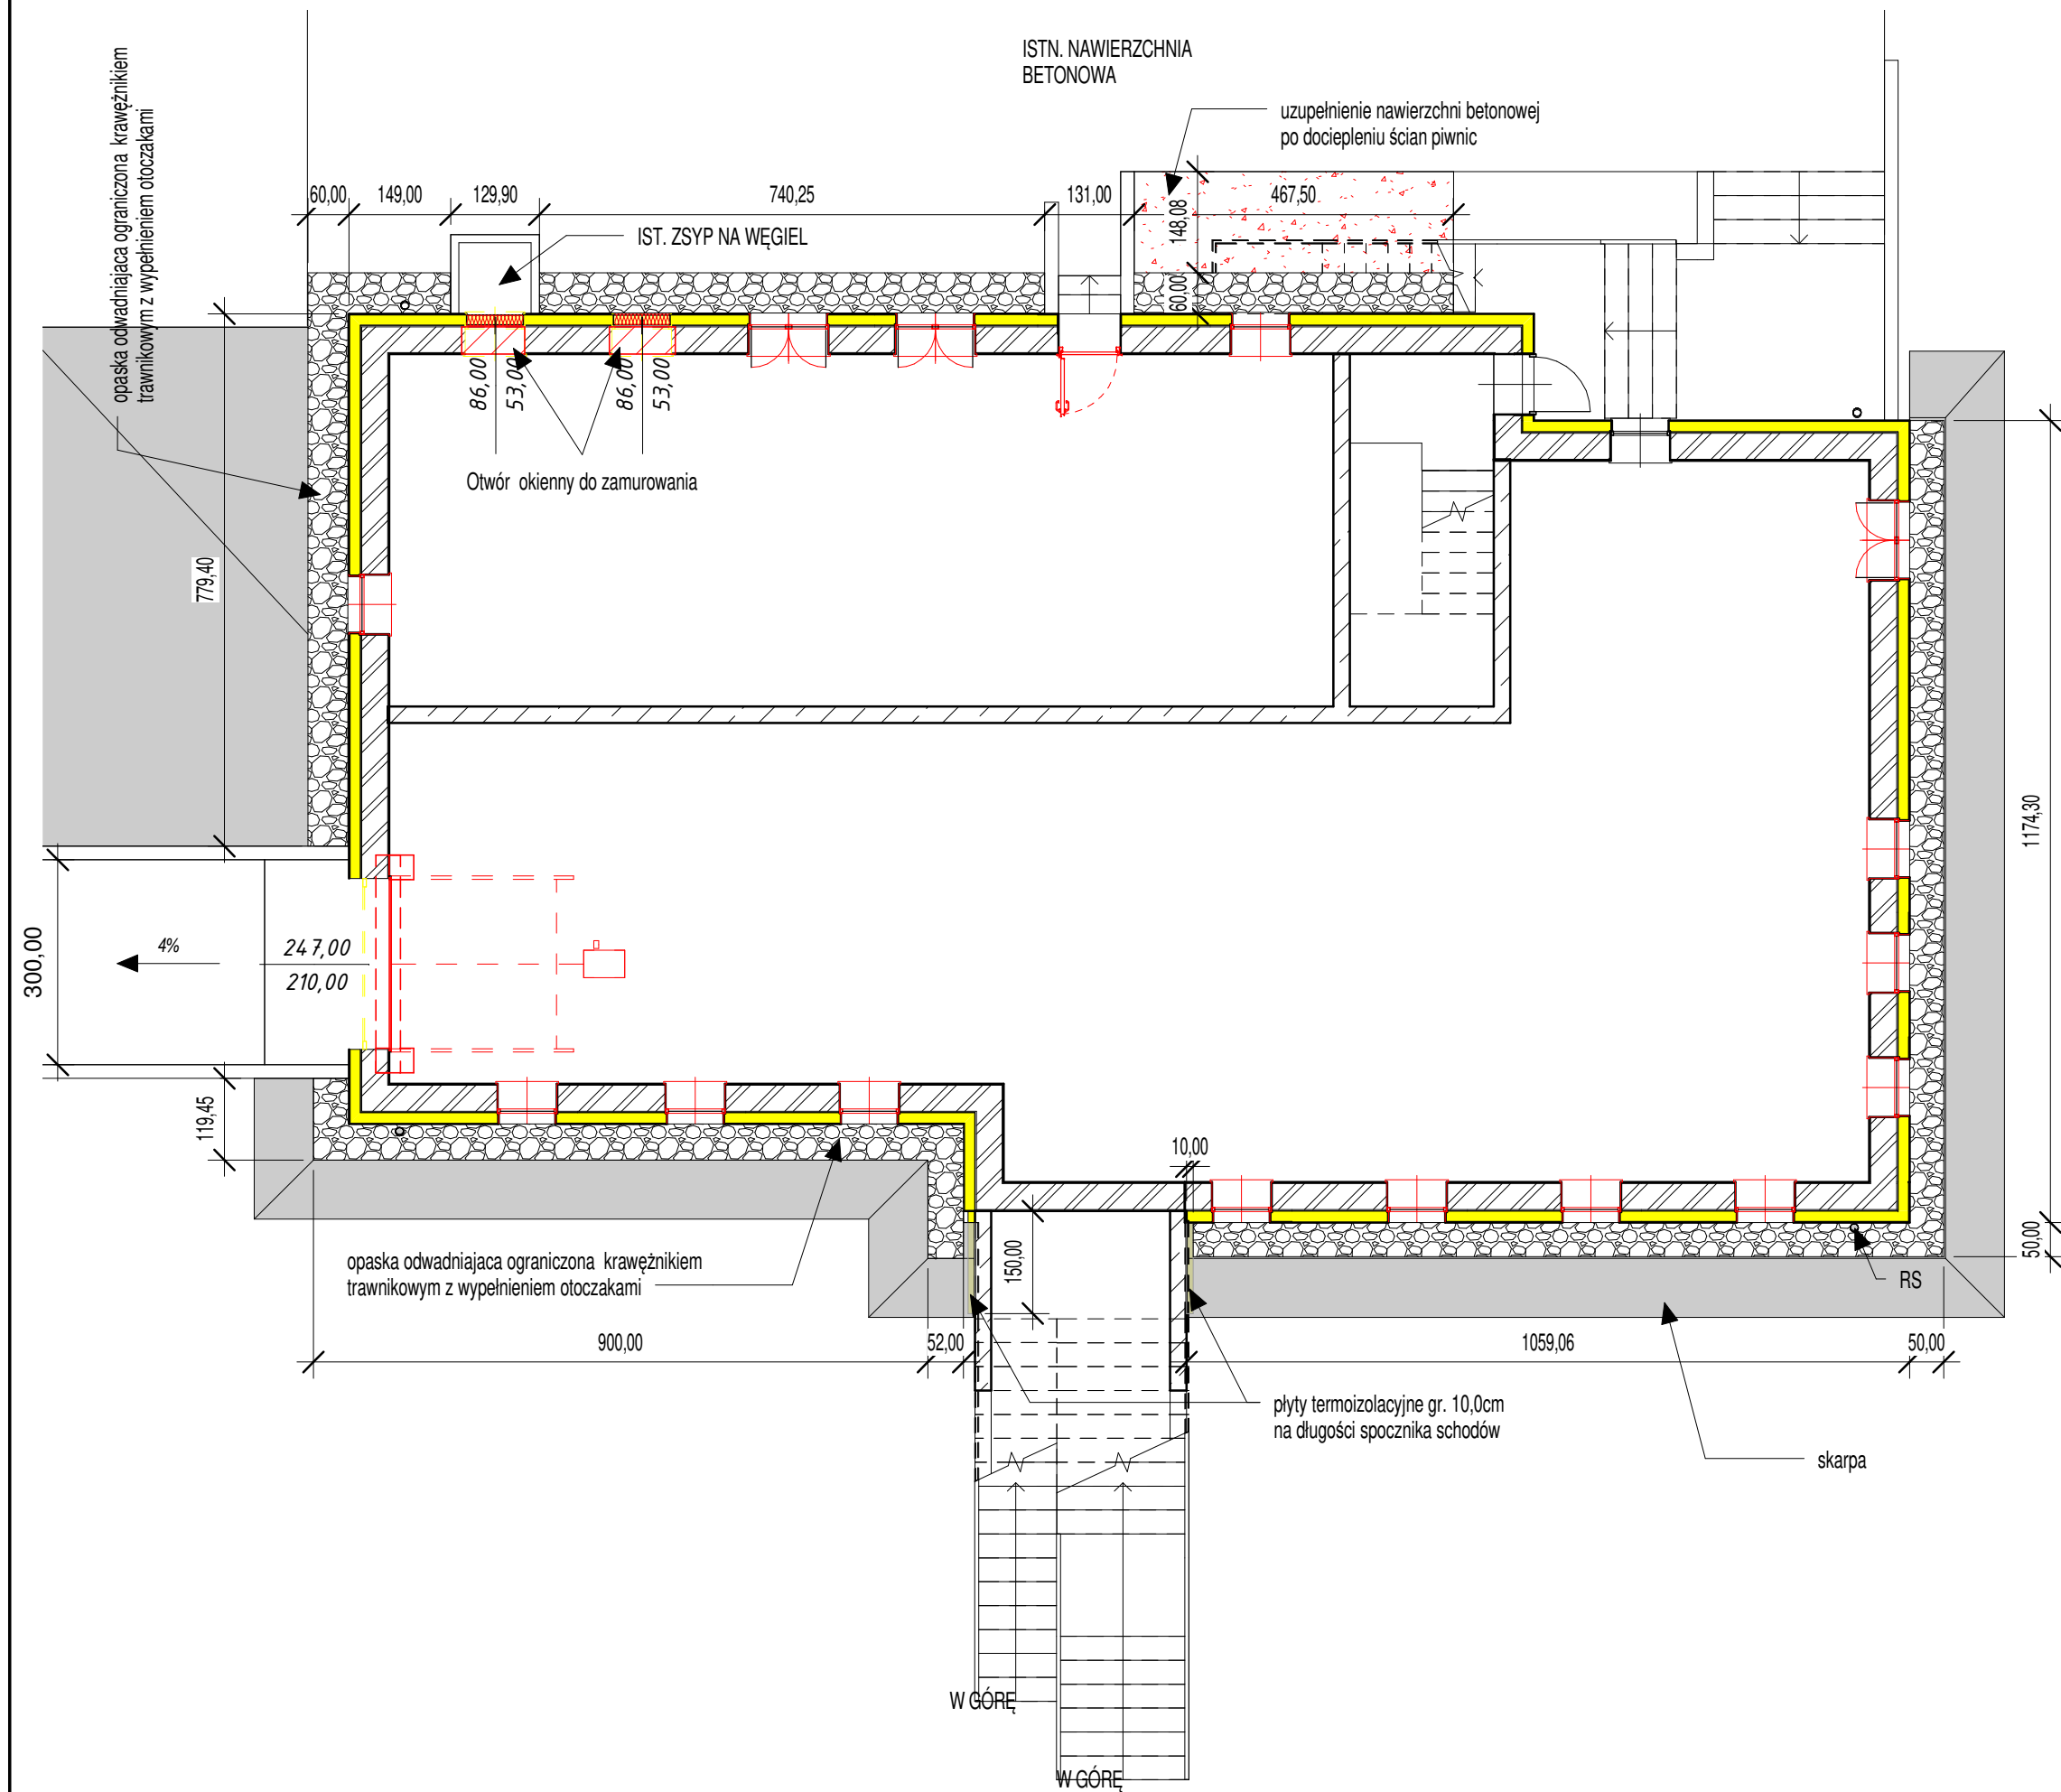 ISTN. NAWIERZCHNIA
BETONOWA
opaska odwadniajaca ograniczona krawężnikiem
trawnikowym z wypełnieniem otoczakami
uzupełnienie nawierzchni betonowej
po dociepleniu ścian piwnic
60,00
149,00
129,90
740,25
131,00
467,50
148,08
60,00
IST. ZSYP NA WĘGIEL
86,00
53,00
86,00
53,00
Otwór okienny do zamurowania
779,40
1174,30
300,00
4%
247,00
210,00
119,45
10,00
150,00
50,00
RS
opaska odwadniajaca ograniczona krawężnikiem
trawnikowym z wypełnieniem otoczakami
900,00
52,00
1059,06
50,00
płyty termoizolacyjne gr. 10,0cm
na długości spocznika schodów
skarpa
W GÓRĘ
W GÓRĘ